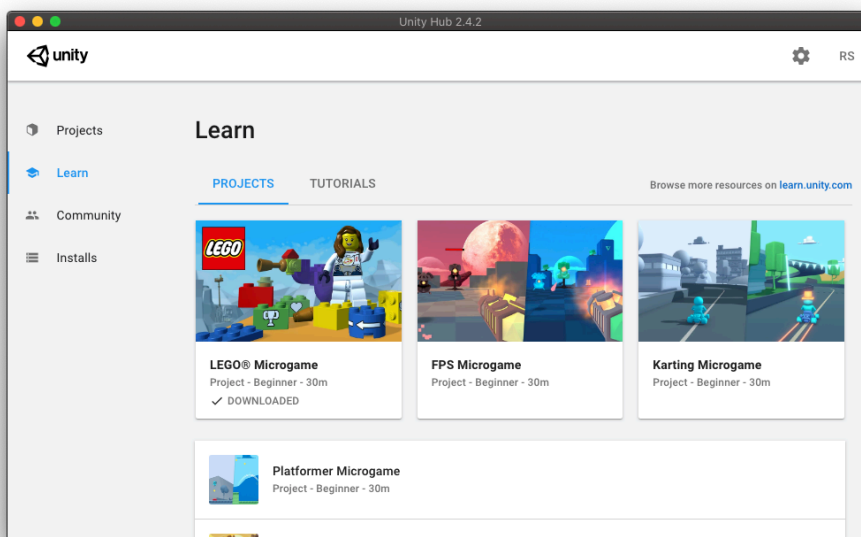 Unity Hub 2.4.2
unity
RS
Projects
Learn
Community
Installs
Learn
PROJECTS
TUTORIALS
Browse more resources on learn.unity.com
LEGO
LEGO® Microgame
Project - Beginner - 30m
DOWNLOADED
FPS Microgame
Project - Beginner - 30m
Karting Microgame
Project - Beginner - 30m
Platformer Microgame
Project - Beginner - 30m